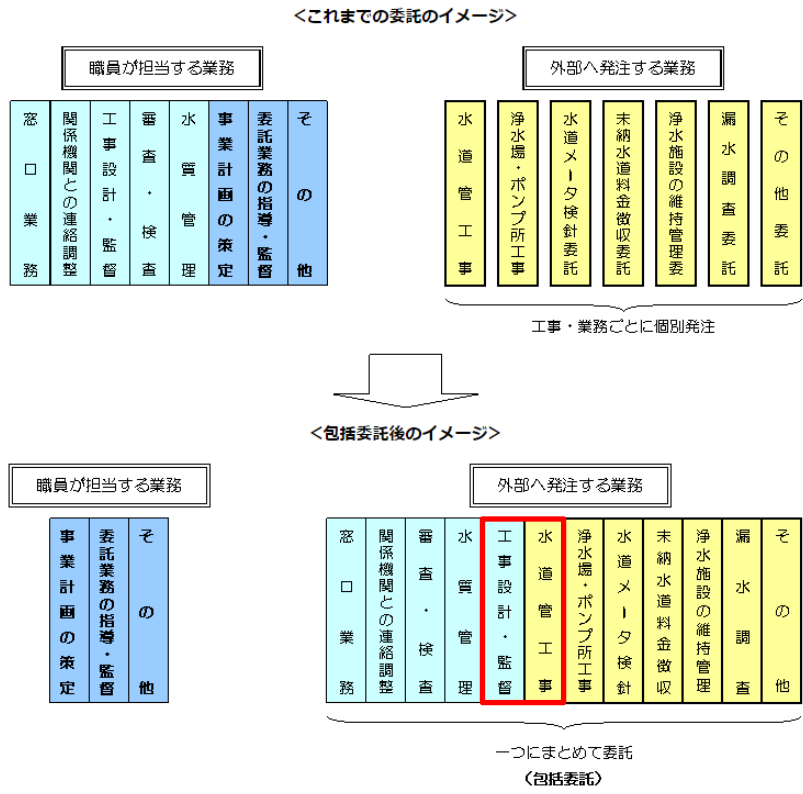 ＜これまでの委託のイメージ＞
職員が担当する業務
外部へ発注する業務
窓口業務
関係機関との連絡調整
工事設計・監督
審査・検査
水質管理
事業計画の策定
委託業務の指導・監督
その他
水道管工事
浄水場・ポンプ所工事
水道メータ検針委託
未納水道料金徴収委託
浄水施設の維持管理委
漏水調査委託
その他委託
工事・業務ごとに個別発注
＜包括委託後のイメージ＞
職員が担当する業務
外部へ発注する業務
事業計画の策定
委託業務の指導・監督
その他
窓口業務
関係機関との連絡調整
審査・検査
水質管理
工事設計・監督
水道管工事
浄水場・ポンプ所工事
水道メータ検針
未納水道料金徴収
浄水施設の維持管理
漏水調査
その他
一つにまとめて委託
（包括委託）